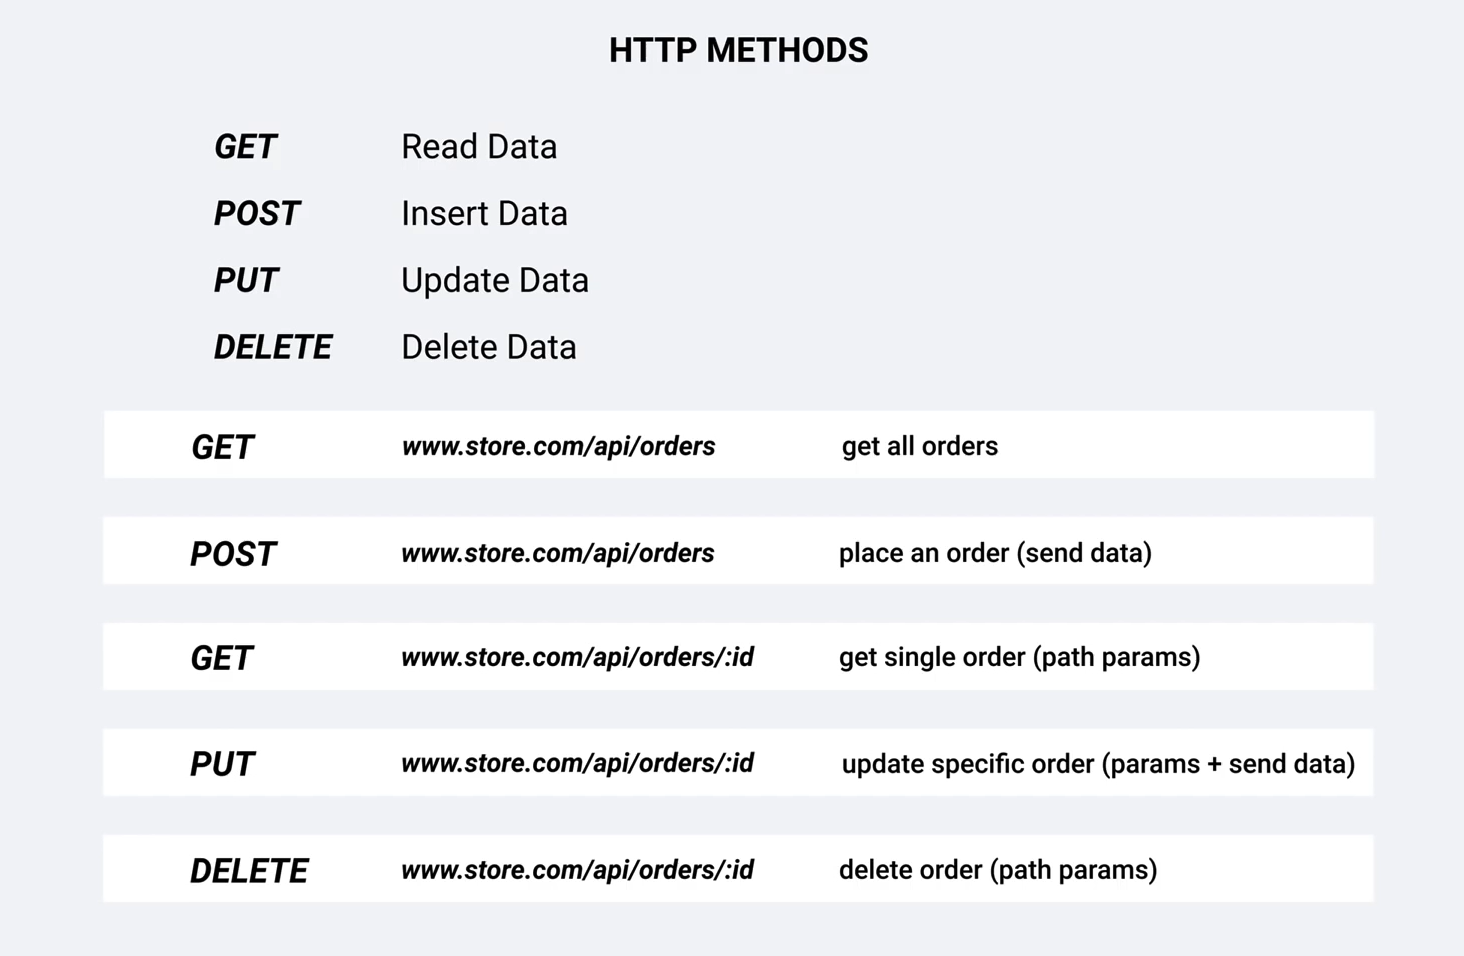 HTTP METHODS
GET Read Data
POST Insert Data
PUT Update Data
DELETE Delete Data
GET www.store.com/api/orders get all orders
POST www.store.com/api/orders place an order (send data)
GET www.store.com/api/orders/:id get single order (path params)
PUT www.store.com/api/orders/:id update specific order (params + send data)
DELETE www.store.com/api/orders/:id delete order (path params)